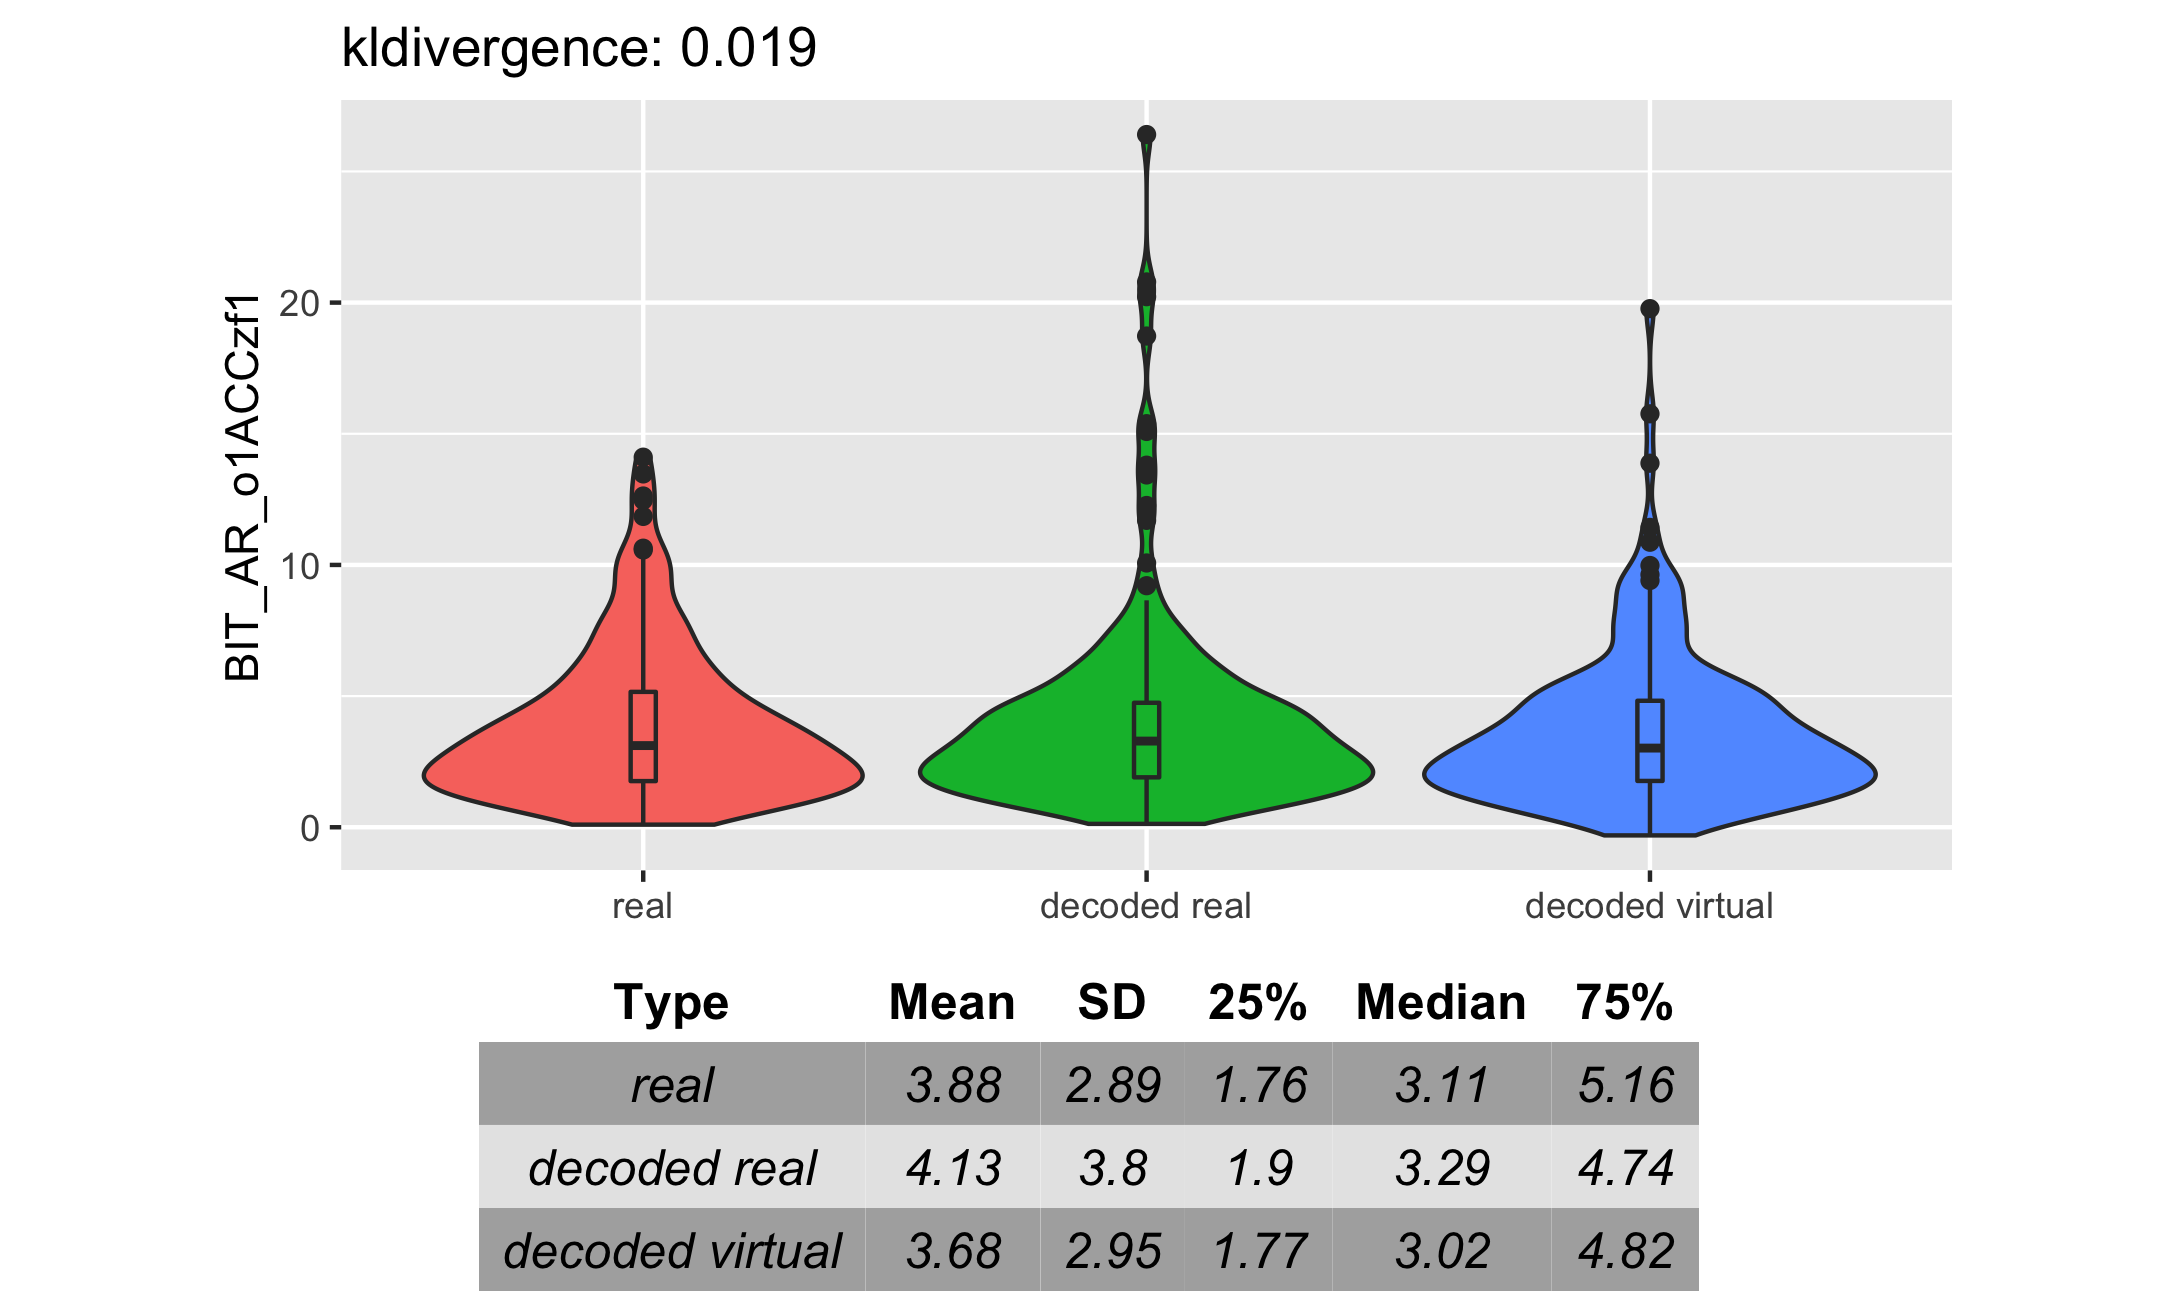 kldivergence: 0.019
BIT_AR_o1ACCzf1
20
10
0
real decoded real decoded virtual
Type Mean SD 25% Median 75%
real 3.88 2.89 1.76 3.11 5.16
decoded real 4.13 3.8 1.9 3.29 4.74
decoded virtual 3.68 2.95 1.77 3.02 4.82